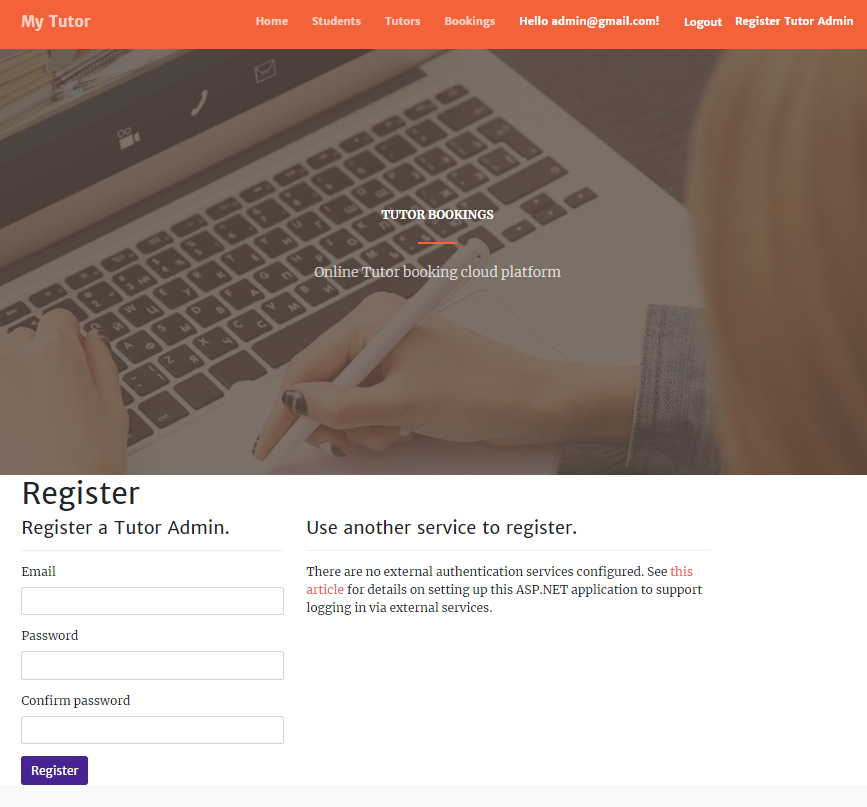 My Tutor
Home Students Tutors Bookings Hello admin@gmail.com! Logout Register Tutor Admin
TUTOR BOOKINGS
Online Tutor booking cloud platform
Register
Register a Tutor Admin.
Use another service to register.
Email
Password
Confirm password
Register
There are no external authentication services configured. See this
article for details on setting up this ASP.NET application to support
logging in via external services.